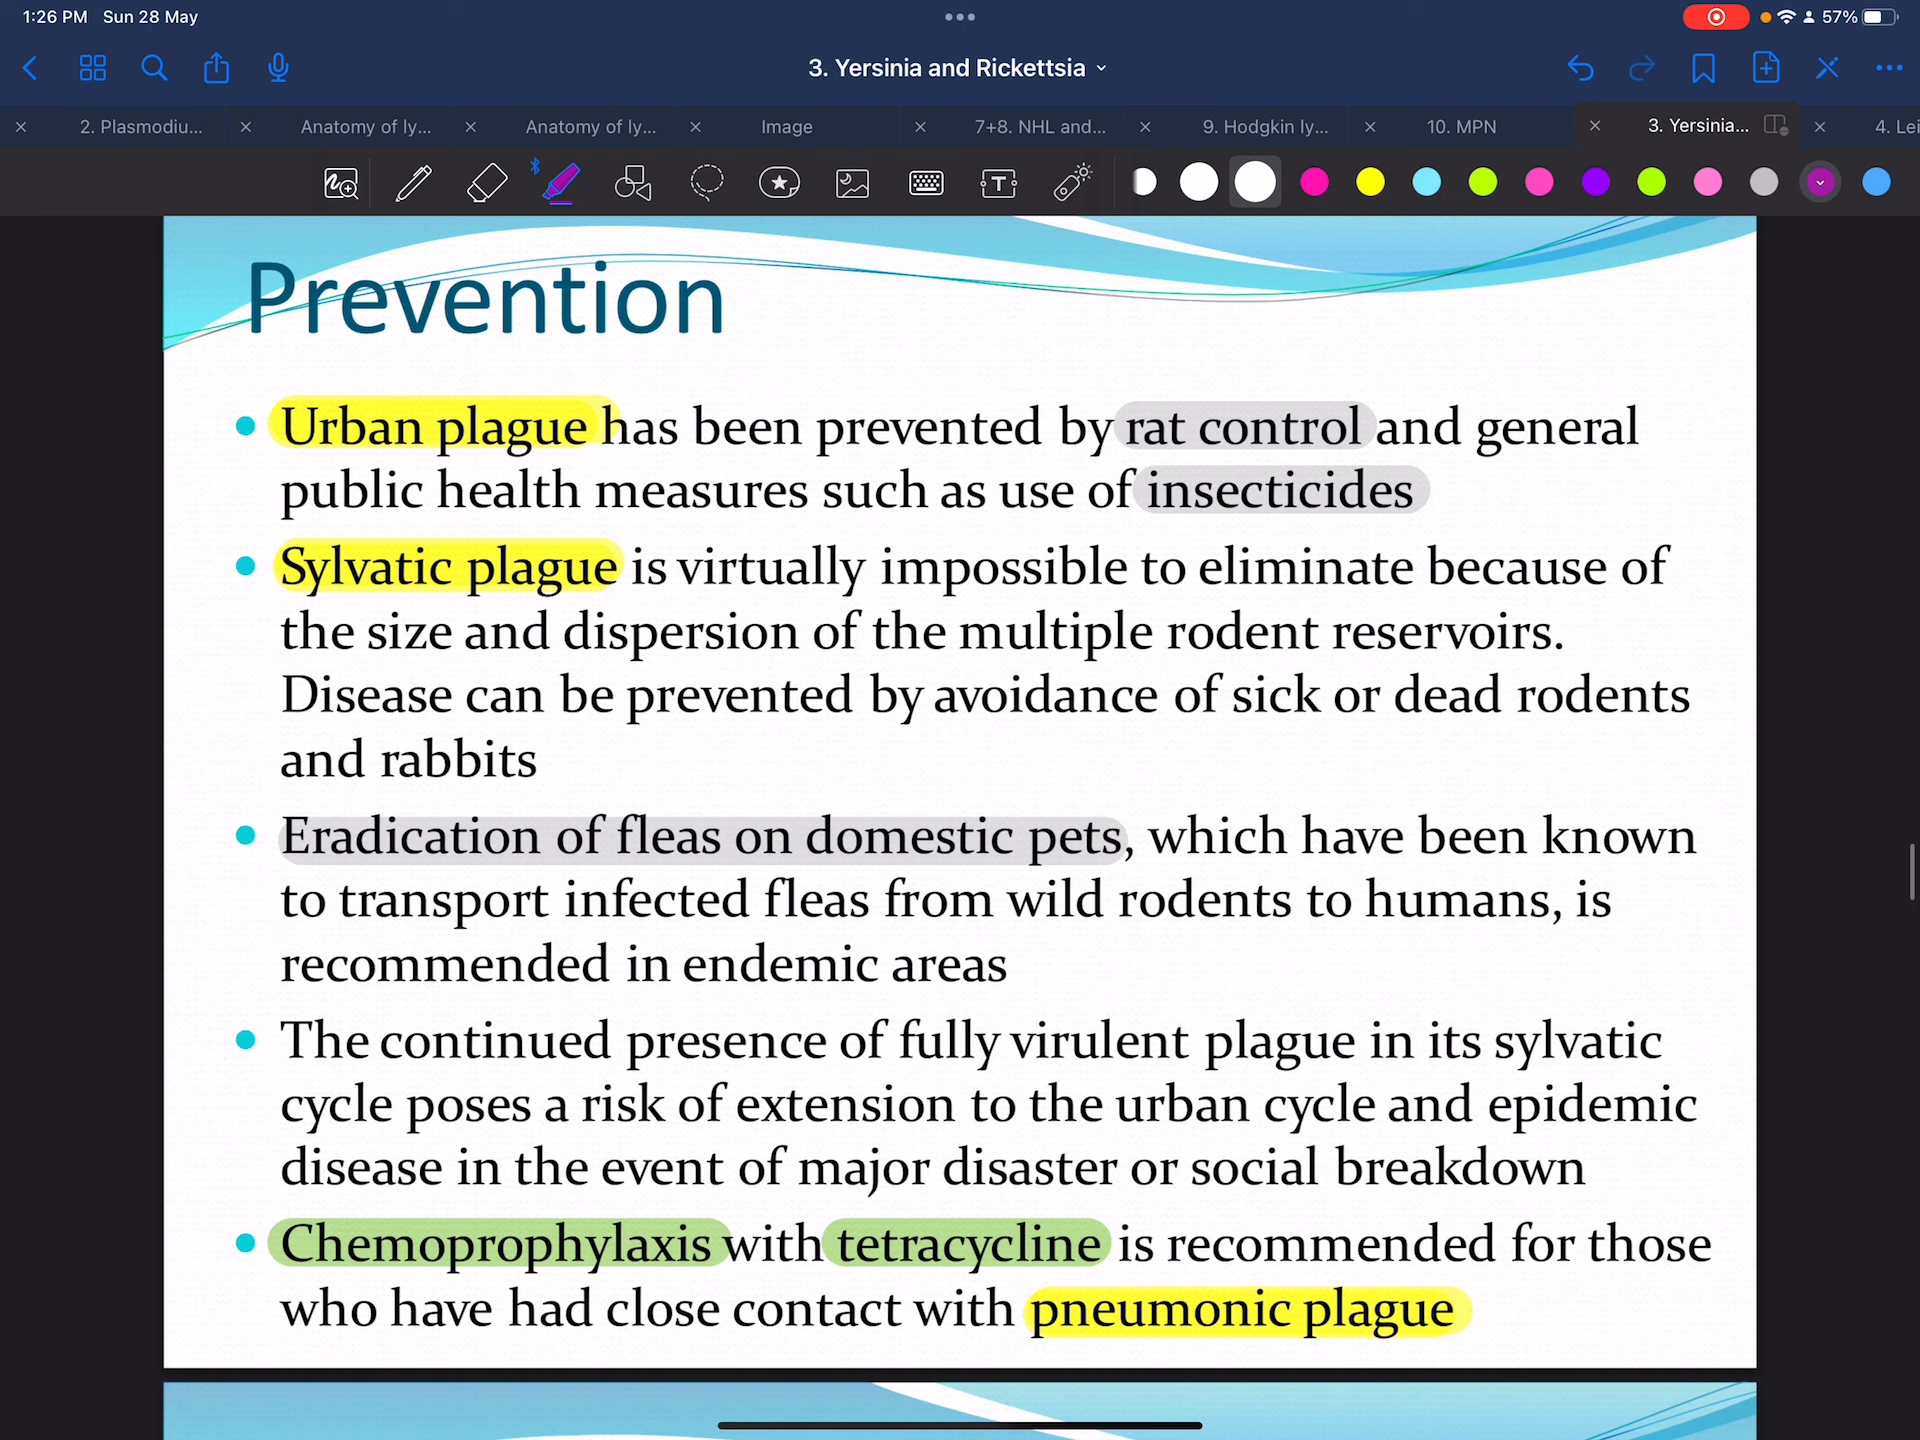 1:26 PM Sun 28 May
57%
3. Yersinia and Rickettsia
2. Plasmodiu...
Anatomy of ly...
Anatomy of ly...
Image
7+8. NHL and...
9. Hodgkin ly...
10. MPN
3. Yersinia...
4. Lei
Prevention
• Urban plague has been prevented by rat control and general
public health measures such as use of insecticides
• Sylvatic plague is virtually impossible to eliminate because of
the size and dispersion of the multiple rodent reservoirs.
Disease can be prevented by avoidance of sick or dead rodents
and rabbits
• Eradication of fleas on domestic pets, which have been known
to transport infected fleas from wild rodents to humans, is
recommended in endemic areas
• The continued presence of fully virulent plague in its sylvatic
cycle poses a risk of extension to the urban cycle and epidemic
disease in the event of major disaster or social breakdown
• Chemoprophylaxis with tetracycline is recommended for those
who have had close contact with pneumonic plague